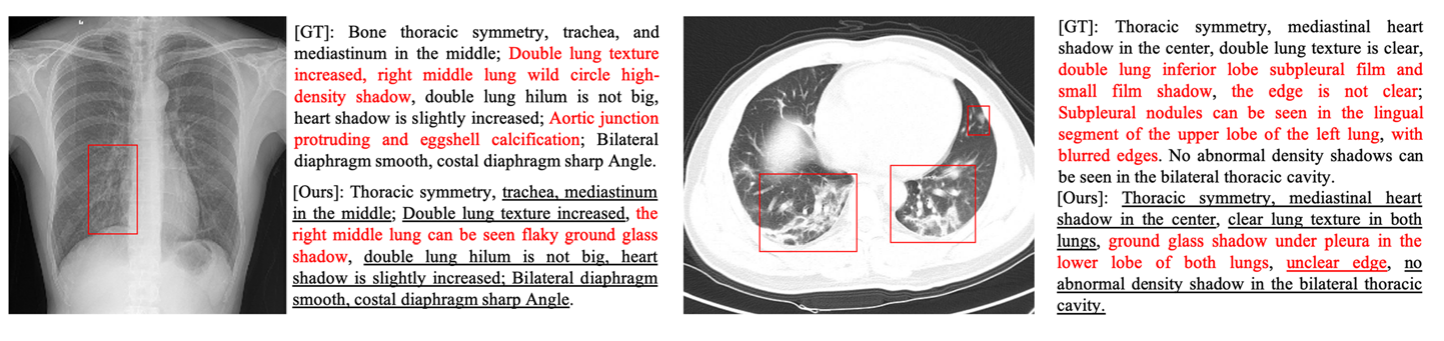 [GT]: Bone thoracic symmetry, trachea, and
mediastinum in the middle; Double lung texture
increased, right middle lung wild circle high-
density shadow, double lung hilum is not big,
heart shadow is slightly increased; Aortic junction
protruding and eggshell calcification; Bilateral
diaphragm smooth, costal diaphragm sharp Angle.
[Ours]: Thoracic symmetry, trachea, mediastinum
in the middle; Double lung texture increased, the
right middle lung can be seen flaky ground glass
shadow, double lung hilum is not big, heart
shadow is slightly increased; Bilateral diaphragm
smooth, costal diaphragm sharp Angle.
[GT]: Thoracic symmetry, mediastinal heart
shadow in the center, double lung texture is clear,
double lung inferior lobe subpleural film and
small film shadow, the edge is not clear;
Subpleural nodules can be seen in the lingual
segment of the upper lobe of the left lung, with
blurred edges. No abnormal density shadows can
be seen in the bilateral thoracic cavity.
[Ours]: Thoracic symmetry, mediastinal heart
shadow in the center, clear lung texture in both
lungs, ground glass shadow under pleura in the
lower lobe of both lungs, unclear edge, no
abnormal density shadow in the bilateral thoracic
cavity.